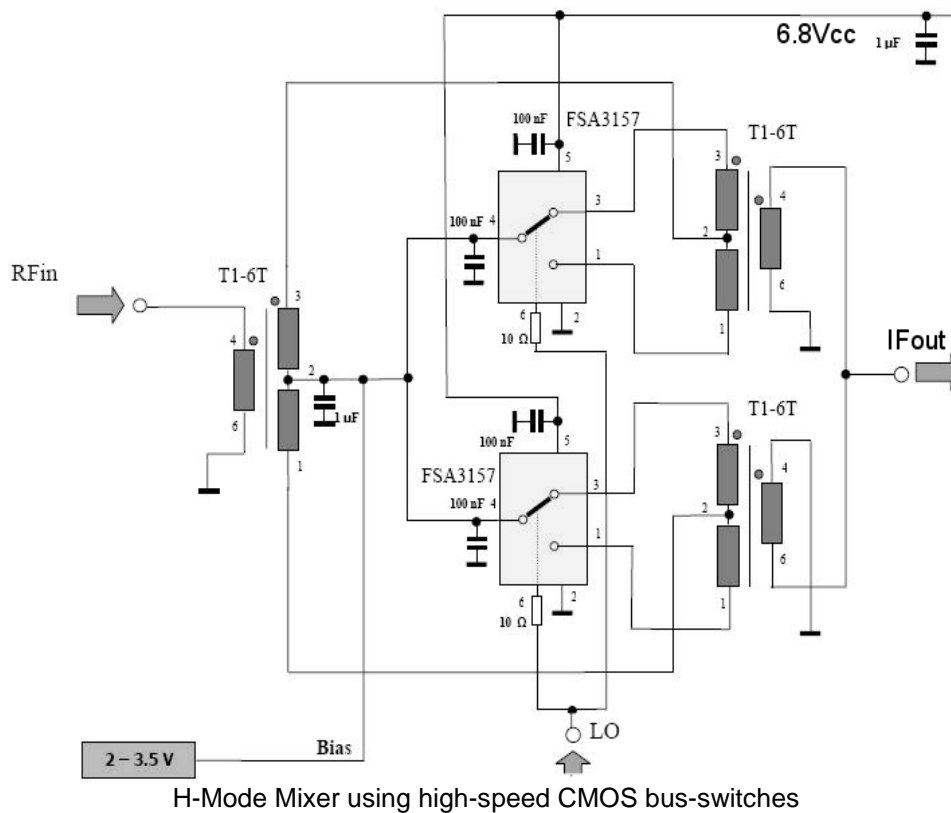 6.8Vcc
1 µF
100 nF
FSA3157
5
T1-6T
3
4
3
100 nF
4
2
1
RFin
T1-6T
3
6
6
2
10 Ω
1
4
IFout
2
1 µF
T1-6T
6
1
3
100 nF
5
4
FSA3157
3
100 nF
4
2
1
6
6
2
1
10 Ω
LO
Bias
2 – 3.5 V
H-Mode Mixer using high-speed CMOS bus-switches